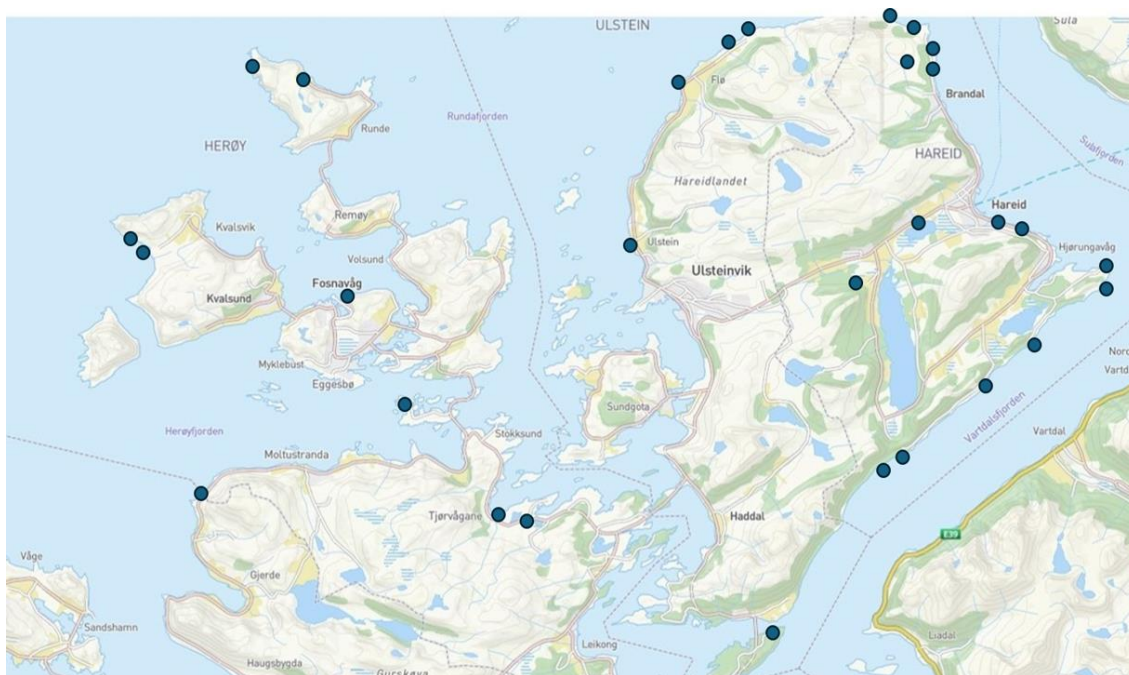 ULSTEIN
Sula
Flø
Runde
Rundafjorden
Brandal
HERØY
Sulafjorden
HAREID
Hareidlandet
Hareid
Remøy
Kvalsvik
Ulstein
Hjørungavåg
Volsund
Ulsteinvik
Fosnavåg
Kvalsund
Myklebust
Eggesbø
Nord
Vartd
Sundgota
Vartdalsfjorden
Herøyfjorden
Stokksund
Vartdal
Moltustranda
Tjørvågane
Haddal
E39
Våge
Gjerde
Sandshamn
Liadal
Leikong
Haugsbygda
Gurskøya